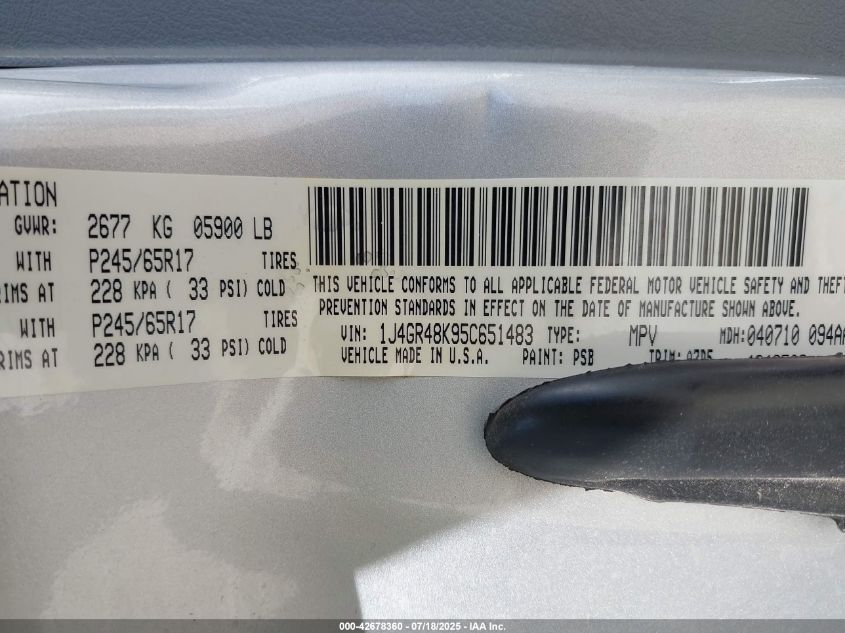 ATION
GVWR: 2677 KG 05900 LB
WITH P245/65R17 TIRES
RIMS AT 228 KPA ( 33 PSI) COLD
WITH P245/65R17 TIRES
RIMS AT 228 KPA ( 33 PSI) COLD
THIS VEHICLE CONFORMS TO ALL APPLICABLE FEDERAL MOTOR VEHICLE SAFETY AND THEFT
PREVENTION STANDARDS IN EFFECT ON THE DATE OF MANUFACTURE SHOWN ABOVE.
VIN: 1J4GR48K95C651483 TYPE: MPV MDH:040710 094AA
VEHICLE MADE IN U.S.A. PAINT: PSB TRIM: A7D5
000-42678360 - 07/18/2025 - IAA Inc.